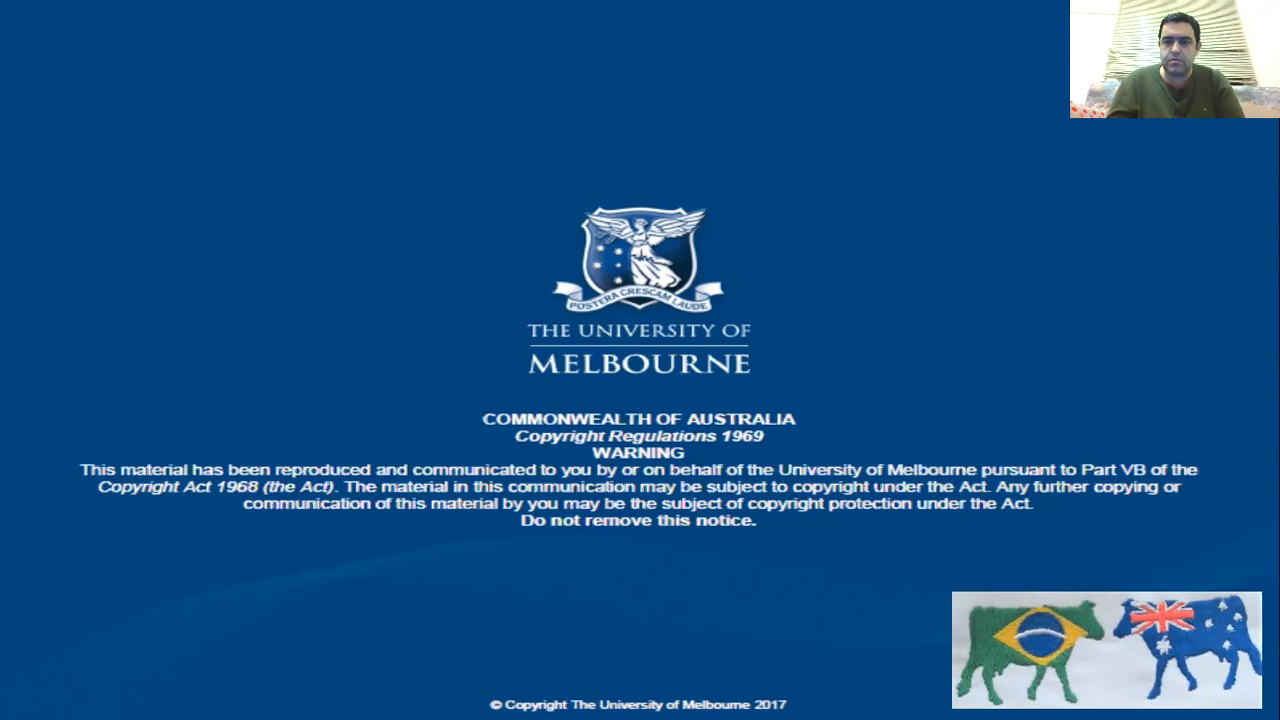 POSTERA CRESCAM LAUDE
THE UNIVERSITY OF
MELBOURNE
COMMONWEALTH OF AUSTRALIA
Copyright Regulations 1969
WARNING
This material has been reproduced and communicated to you by or on behalf of the University of Melbourne pursuant to Part VB of the
Copyright Act 1968 (the Act). The material in this communication may be subject to copyright under the Act. Any further copying or
communication of this material by you may be the subject of copyright protection under the Act.
Do not remove this notice.
© Copyright The University of Melbourne 2017